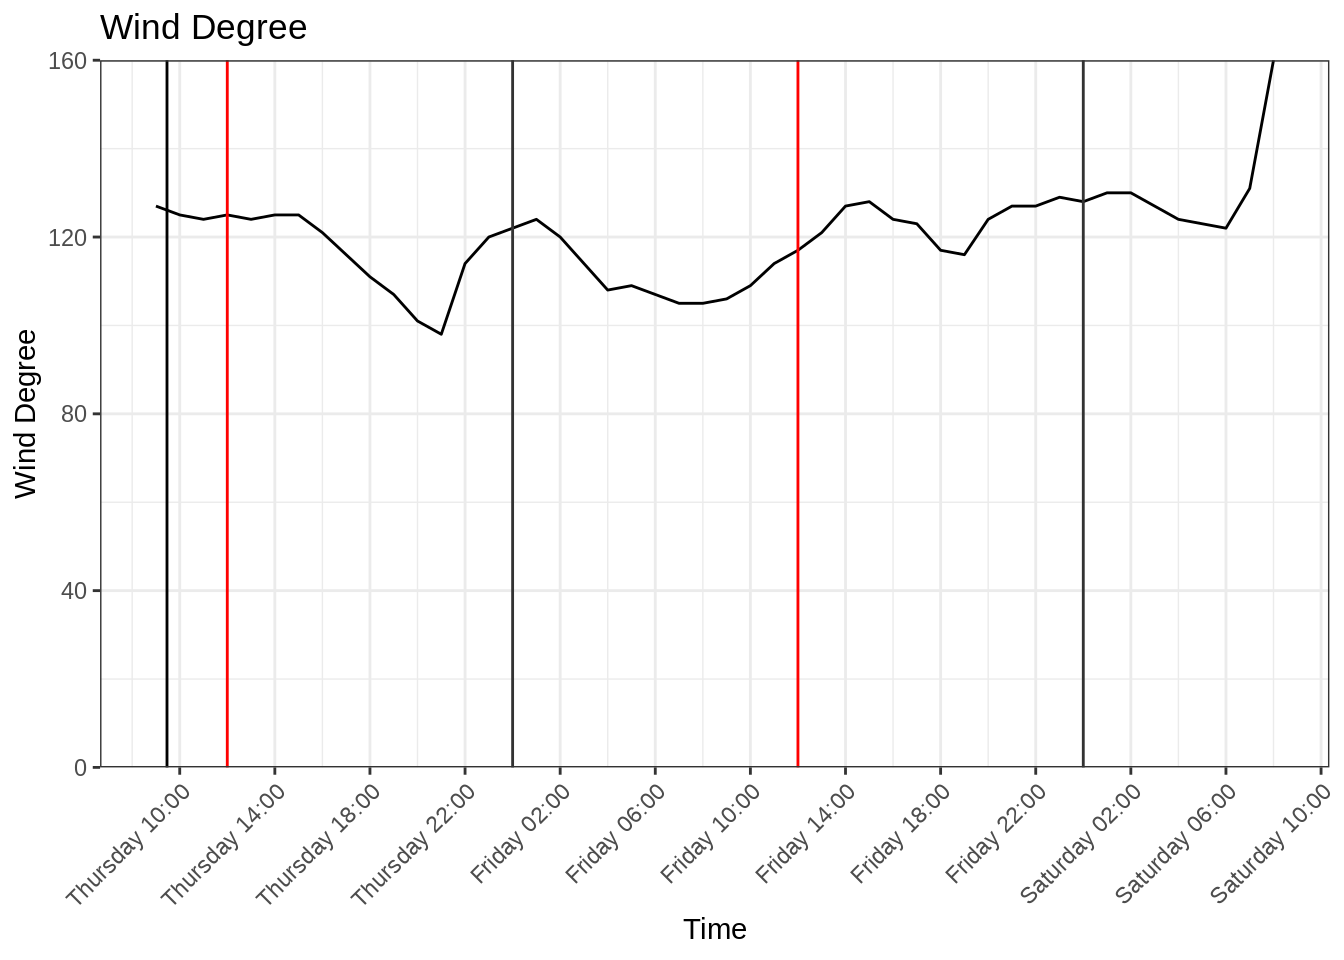 Wind Degree
Wind Degree
160
120
80
40
0
Thursday 10:00
Thursday 14:00
Thursday 18:00
Thursday 22:00
Friday 02:00
Friday 06:00
Friday 10:00
Friday 14:00
Friday 18:00
Friday 22:00
Saturday 02:00
Saturday 06:00
Saturday 10:00
Time